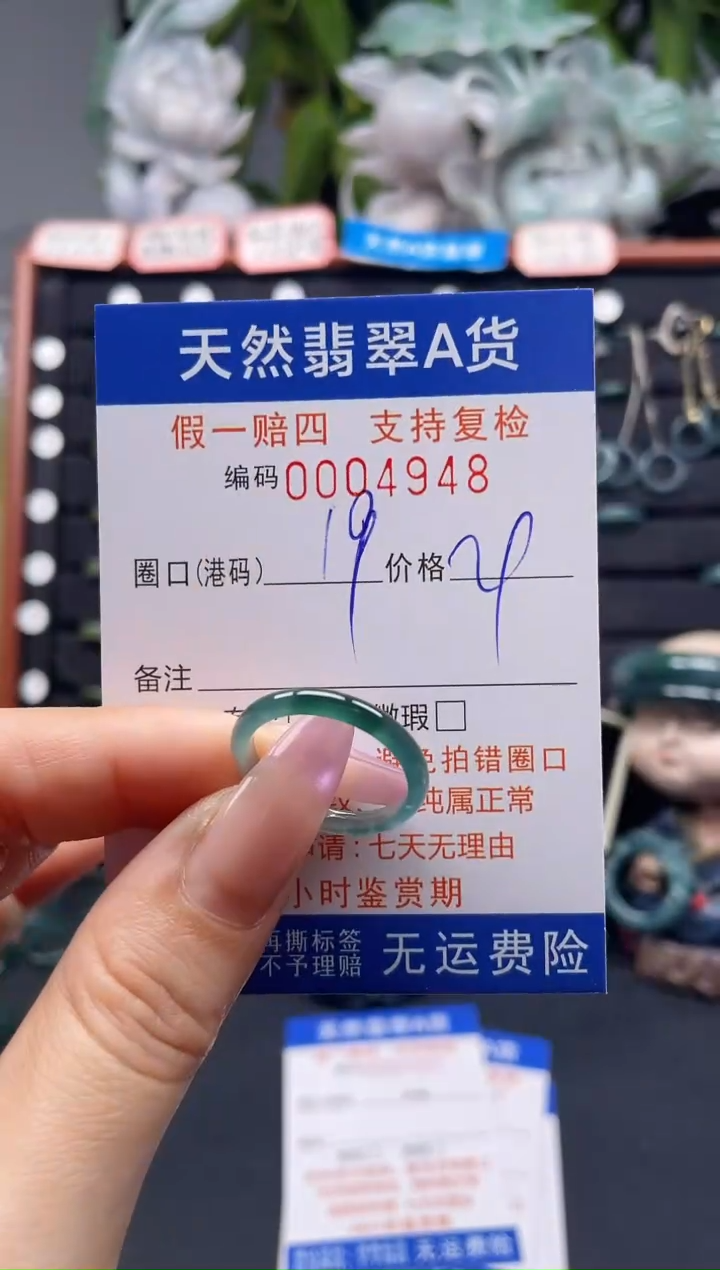 天然翡翠A货
假一赔四 支持复检
编码0004948
圈口(港码) 19 价格
备注
微瑕□
避免拍错圈口
纯属正常
请:七天无理由
小时鉴赏期
再撕标签
不予理赔
无运费险